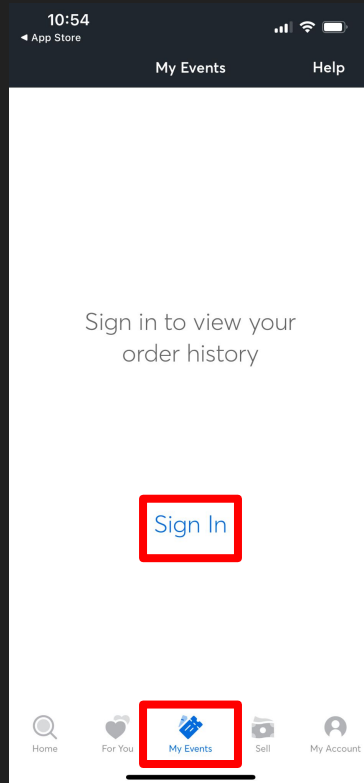 10:54
◀ App Store
My Events
Help
Sign in to view your
order history
Sign In
Home
For You
My Events
Sell
My Account